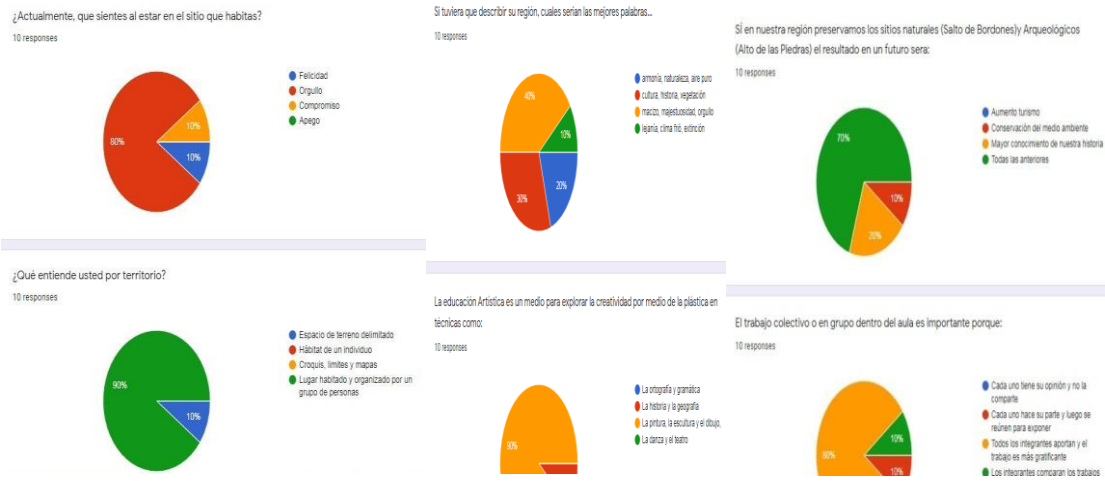 ¿Actualmente, que sientes al estar en el sitio que habitas?
10 responses
80%
10%
10%
Felicidad
Orgullo
Compromiso
Apego
Si tuviera que describir su región, cuales serian las mejores palabras...
10 responses
40%
10%
30%
20%
armonía, naturaleza, aire puro
cultura, historia, vegetación
macizo, majestuosidad, orgullo
lejanía, clima frió, extinción
SÍ en nuestra región preservamos los sitios naturales (Salto de Bordones)y Arqueológicos
(Alto de las Piedras) el resultado en un futuro sera:
10 responses
70%
10%
20%
Aumento turismo
Conservación del medio ambiente
Mayor conocimiento de nuestra historia
Todas las anteriores
¿Qué entiende usted por territorio?
10 responses
90%
10%
Espacio de terreno delimitado
Hábitat de un individuo
Croquis, limites y mapas
Lugar habitado y organizado por un
grupo de personas
La educación Artística es un medio para explorar la creatividad por medio de la plástica en
técnicas como:
10 responses
90%
La ortografía y gramática
La historia y la geografía
La pintura, la escultura y el dibujo,
La danza y el teatro
El trabajo colectivo o en grupo dentro del aula es importante porque:
10 responses
80%
10%
10%
Cada uno tiene su opinión y no la
comparte
Cada uno hace su parte y luego se
reúnen para exponer
Todos los integrantes aportan y el
trabajo es más gratificante
Los integrantes comparan los trabajos